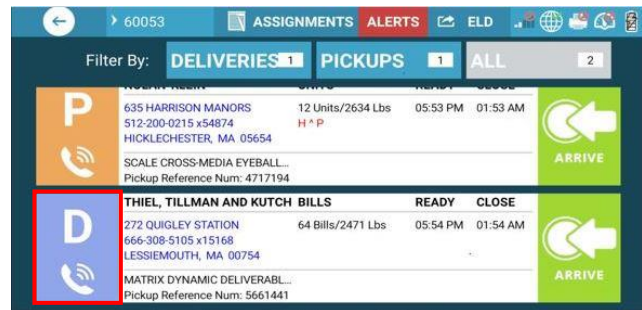 60053 ASSIGNMENTS ALERTS ELD
Filter By: DELIVERIES 1 PICKUPS 1 ALL 2
P
635 HARRISON MANORS 12 Units/2634 Lbs 05:53 PM 01:53 AM
512-200-0215 x54874 H ^ P
HICKLECHESTER, MA 05654
ARRIVE
SCALE CROSS-MEDIA EYEBALL...
Pickup Reference Num: 4717194
THIEL, TILLMAN AND KUTCH BILLS READY CLOSE
D
272 QUIGLEY STATION 64 Bills/2471 Lbs 05:54 PM 01:54 AM
666-308-5105 x15168
LESSIEMOUTH, MA 00754
ARRIVE
MATRIX DYNAMIC DELIVERABL...
Pickup Reference Num: 5661441